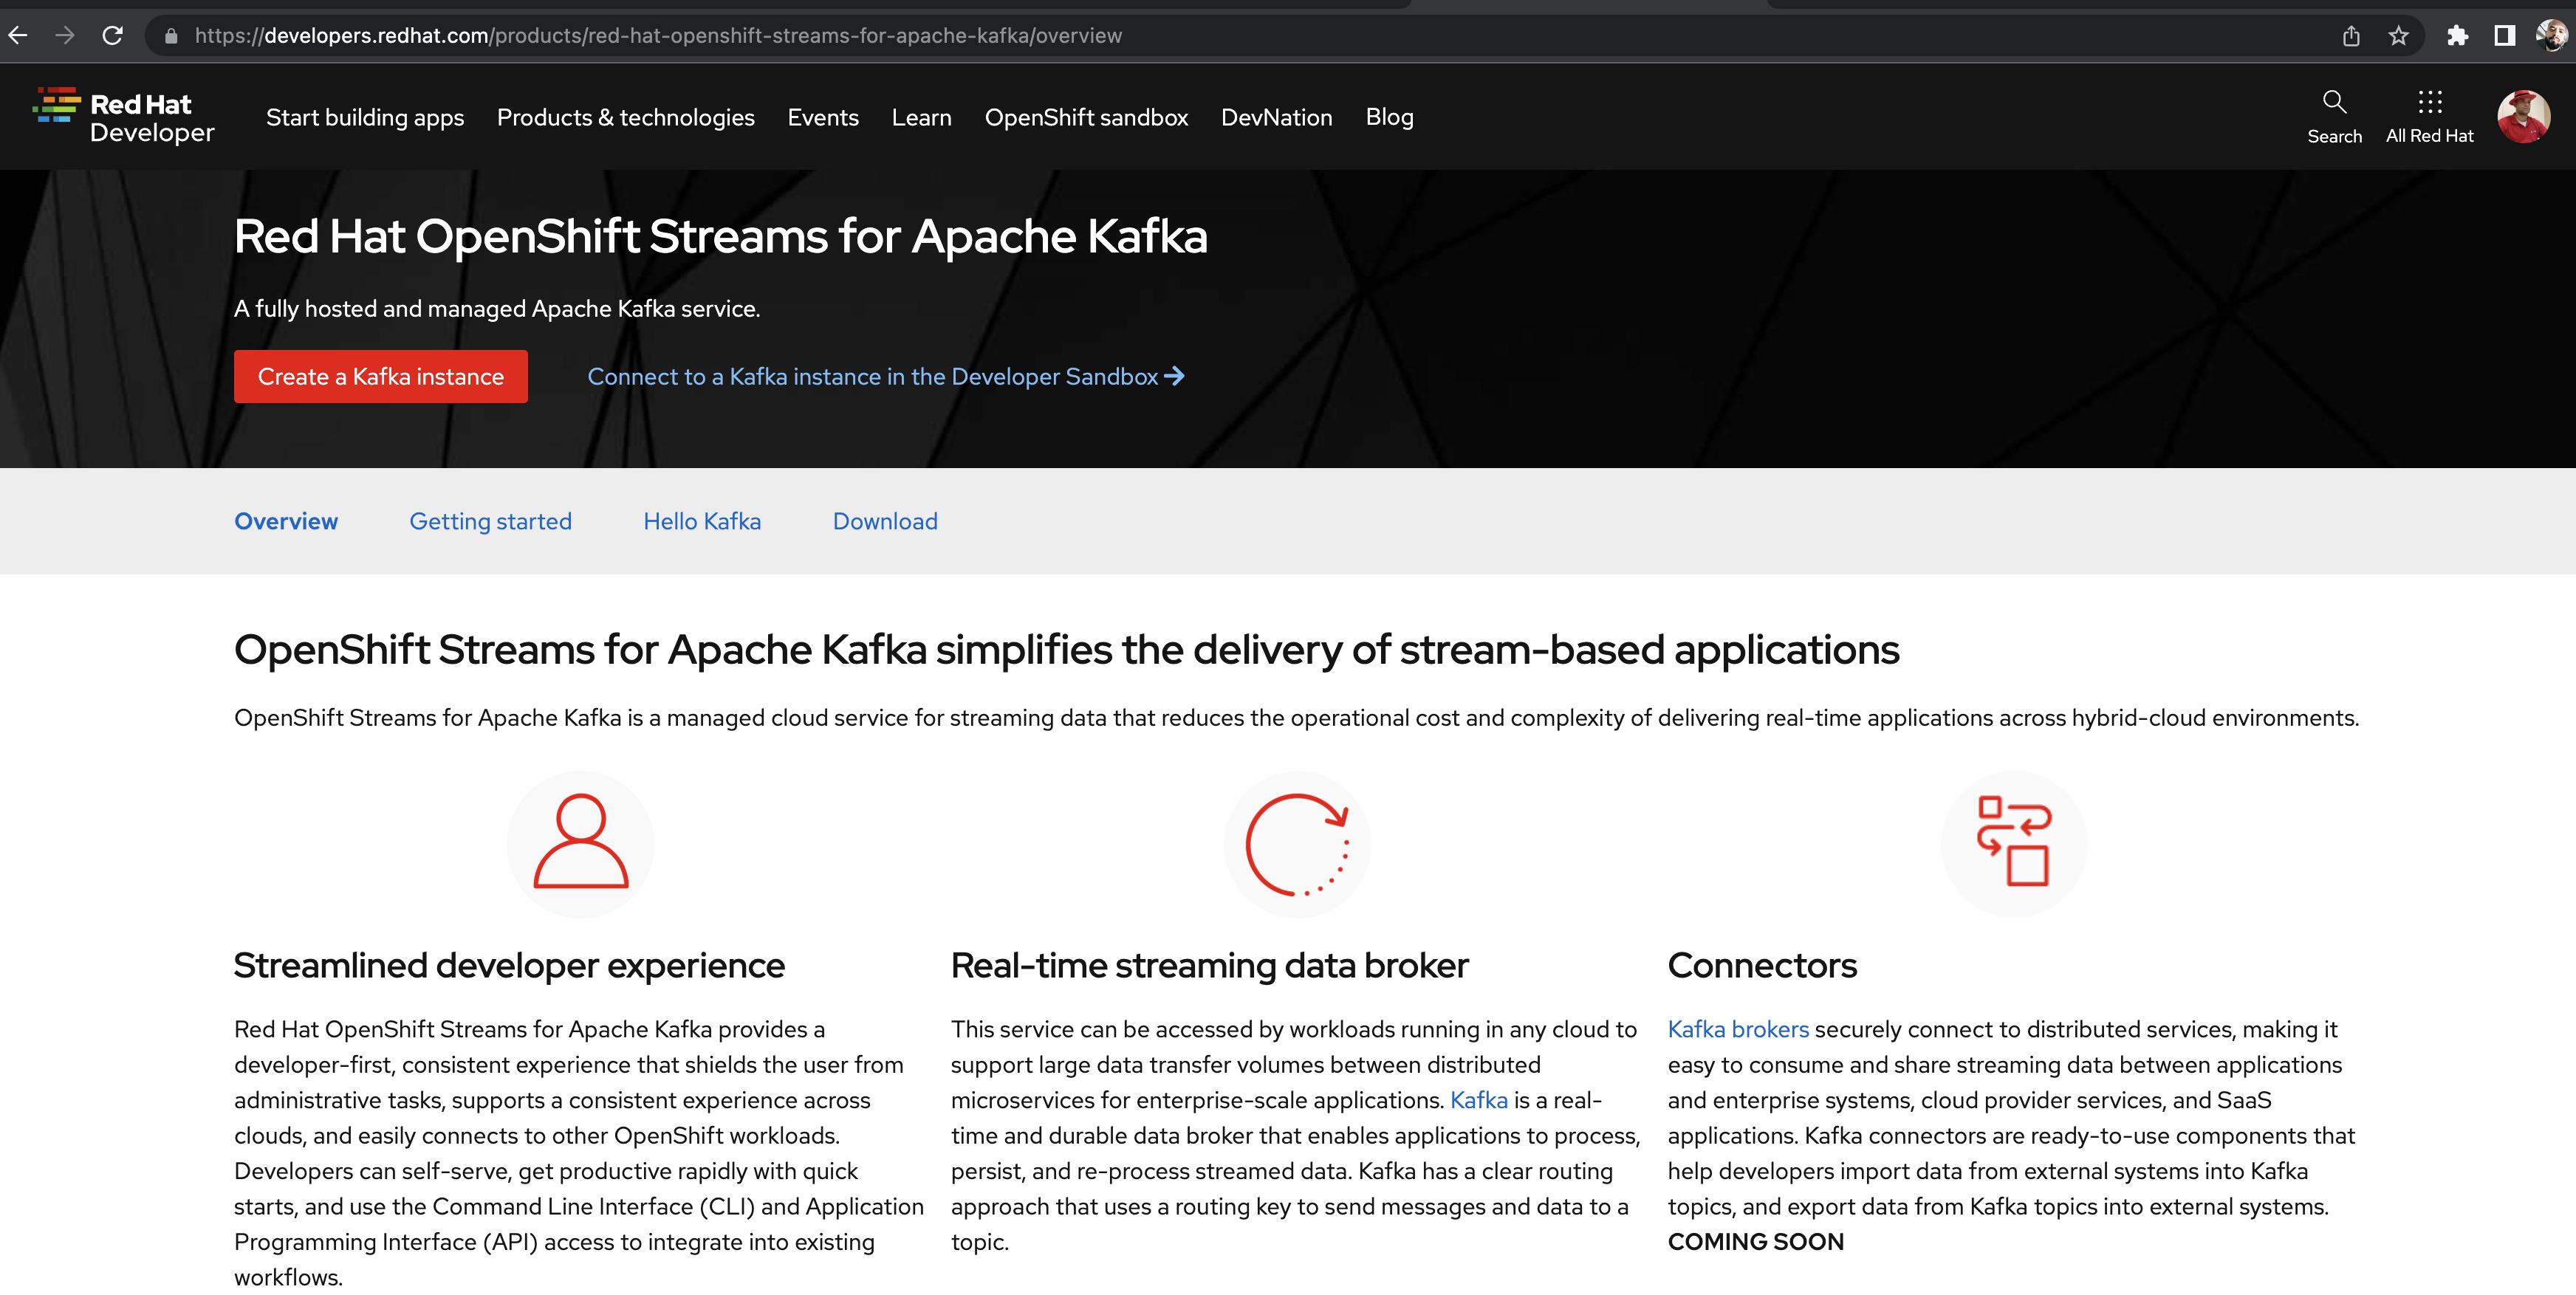 https://developers.redhat.com/products/red-hat-openshift-streams-for-apache-kafka/overview
Red Hat
Developer
Start building apps
Products & technologies
Events
Learn
OpenShift sandbox
DevNation
Blog
Search
All Red Hat
Red Hat OpenShift Streams for Apache Kafka
A fully hosted and managed Apache Kafka service.
Create a Kafka instance
Connect to a Kafka instance in the Developer Sandbox
Overview
Getting started
Hello Kafka
Download
OpenShift Streams for Apache Kafka simplifies the delivery of stream-based applications
OpenShift Streams for Apache Kafka is a managed cloud service for streaming data that reduces the operational cost and complexity of delivering real-time applications across hybrid-cloud environments.
Streamlined developer experience
Red Hat OpenShift Streams for Apache Kafka provides a
developer-first, consistent experience that shields the user from
administrative tasks, supports a consistent experience across
clouds, and easily connects to other OpenShift workloads.
Developers can self-serve, get productive rapidly with quick
starts, and use the Command Line Interface (CLI) and Application
Programming Interface (API) access to integrate into existing
workflows.
Real-time streaming data broker
This service can be accessed by workloads running in any cloud to
support large data transfer volumes between distributed
microservices for enterprise-scale applications. Kafka is a real-
time and durable data broker that enables applications to process,
persist, and re-process streamed data. Kafka has a clear routing
approach that uses a routing key to send messages and data to a
topic.
Connectors
Kafka brokers securely connect to distributed services, making it
easy to consume and share streaming data between applications
and enterprise systems, cloud provider services, and SaaS
applications. Kafka connectors are ready-to-use components that
help developers import data from external systems into Kafka
topics, and export data from Kafka topics into external systems.
COMING SOON